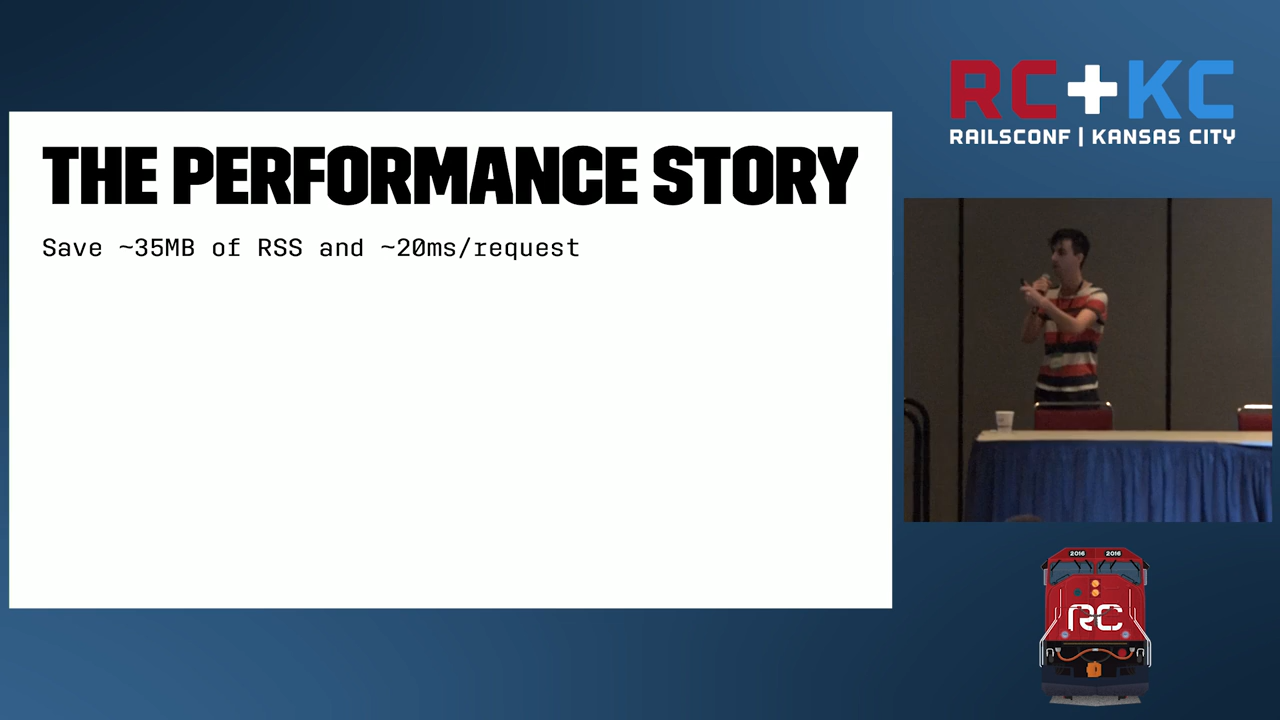 THE PERFORMANCE STORY
Save ~35MB of RSS and ~20ms/request
RC+KC
RAILSCONF | KANSAS CITY
2016 2016
RC